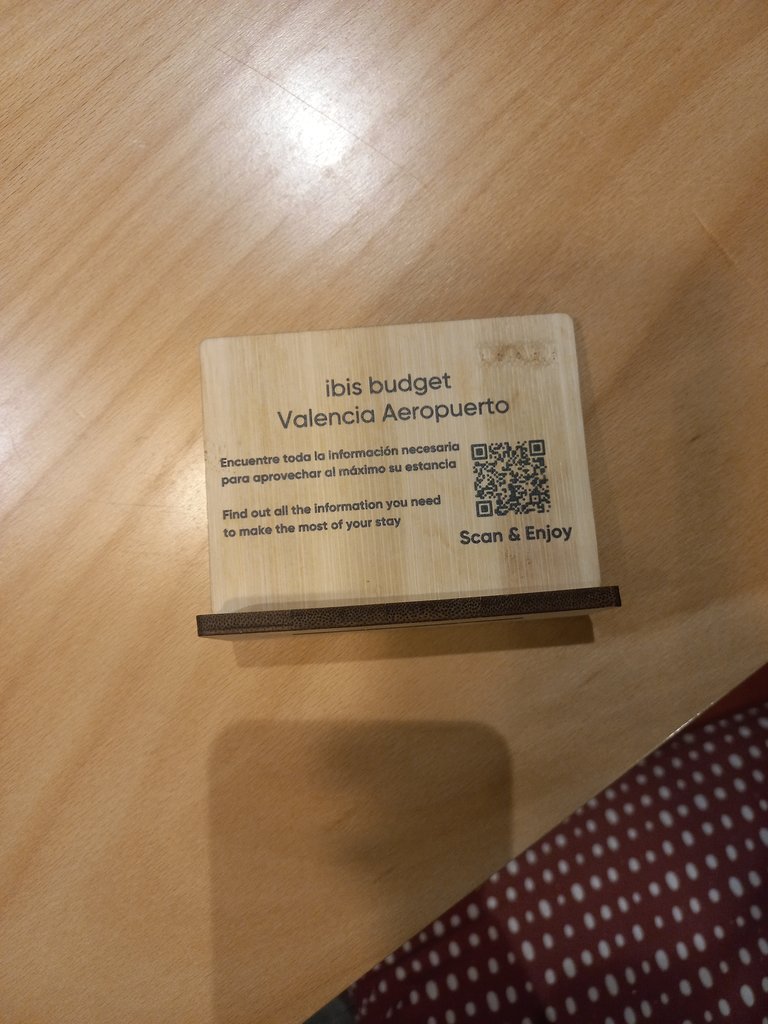 ibis budget
Valencia Aeropuerto
Encuentre toda la información necesaria
para aprovechar al máximo su estancia
Find out all the information you need
to make the most of your stay
Scan & Enjoy